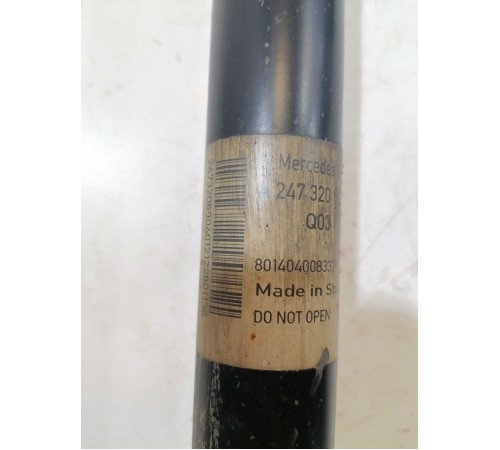 Mercedes
A 247 320
Q03
801404008332
Made in Sp
DO NOT OPEN